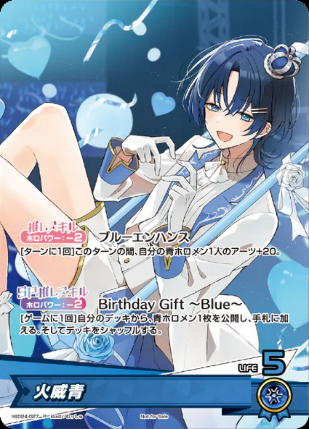 推しスキル
ホロパワー：-2
ブルーエンハンス
[ターンに1回]このターンの間、自分の青ホロメン1人のアーツ+20。
SP推しスキル
ホロパワー：-2
Birthday Gift ～Blue～
[ゲームに1回]自分のデッキから、青ホロメン1枚を公開し、手札に加
える。そしてデッキをシャッフルする。
LIFE 5
火威青
Not for Sale